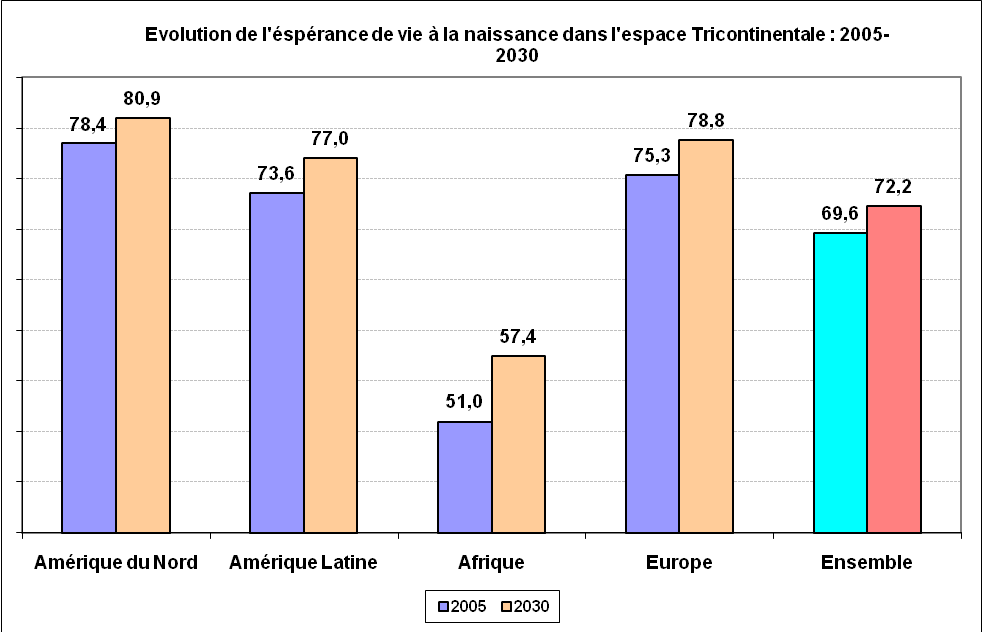 Evolution de l'éspérance de vie à la naissance dans l'espace Tricontinentale : 2005-
2030
78,4
80,9
73,6
77,0
51,0
57,4
75,3
78,8
69,6
72,2
Amérique du Nord
Amérique Latine
Afrique
Europe
Ensemble
2005 2030